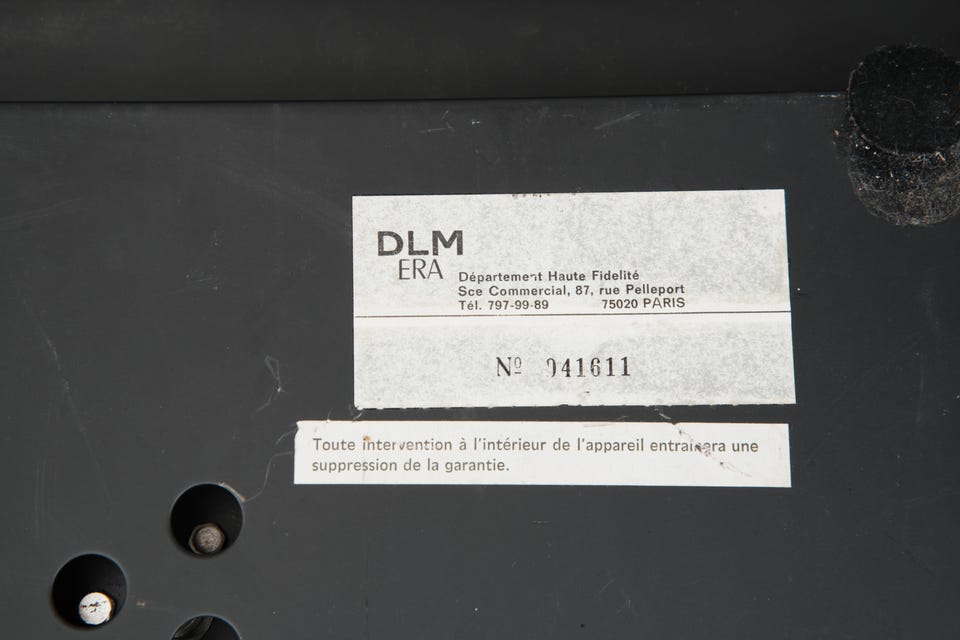 DLM
ERA
Département Haute Fidelité
Sce Commercial, 87, rue Pelleport
Tél. 797-99-89 75020 PARIS
Nº 041611
Toute intervention à l'intérieur de l'appareil entrainera une
suppression de la garantie.